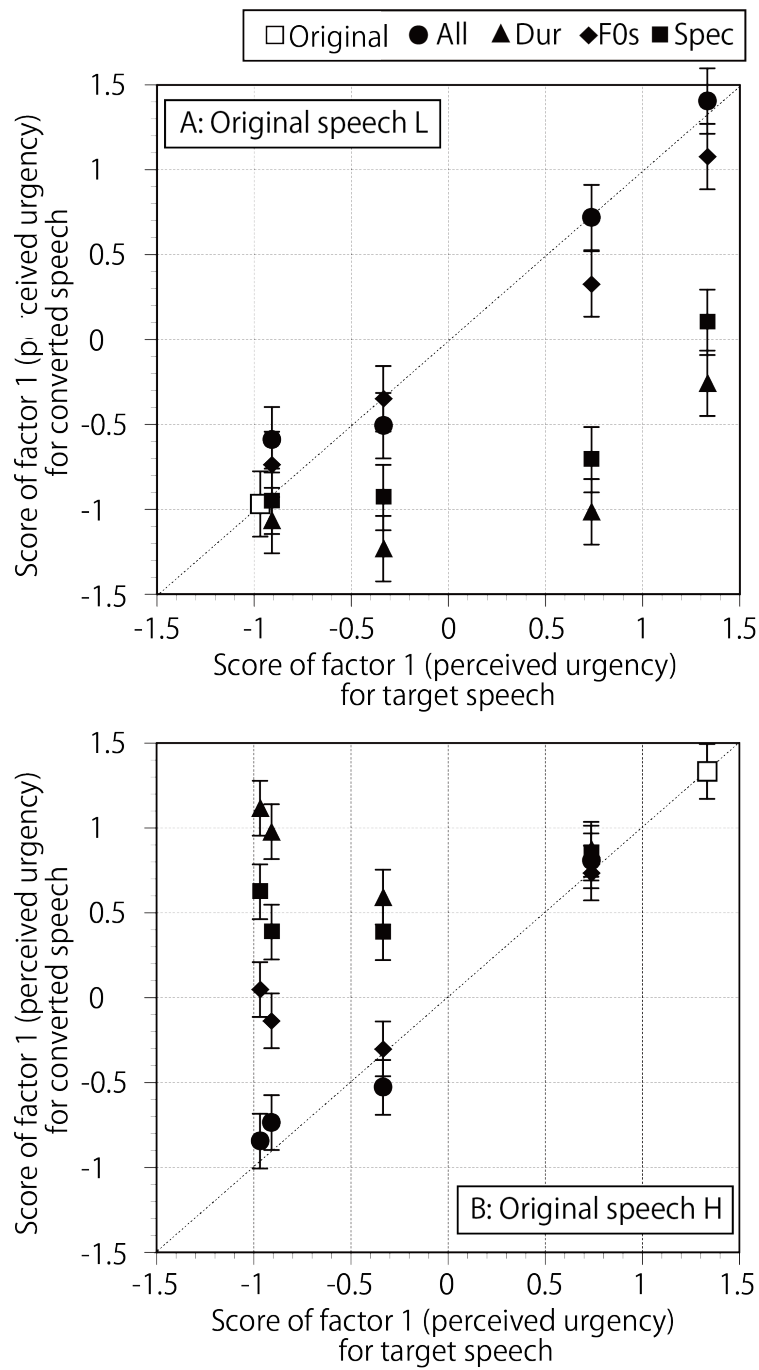 Original All Dur F0s Spec
A: Original speech L
1.5
1
0.5
0
-0.5
-1
-1.5
Score of factor 1 (p ceived urgency)
for converted speech
-1.5 -1 -0.5 0 0.5 1 1.5
Score of factor 1 (perceived urgency)
for target speech
1.5
1
0.5
0
-0.5
-1
-1.5
Score of factor 1 (perceived urgency)
for converted speech
B: Original speech H
-1.5 -1 -0.5 0 0.5 1 1.5
Score of factor 1 (perceived urgency)
for target speech